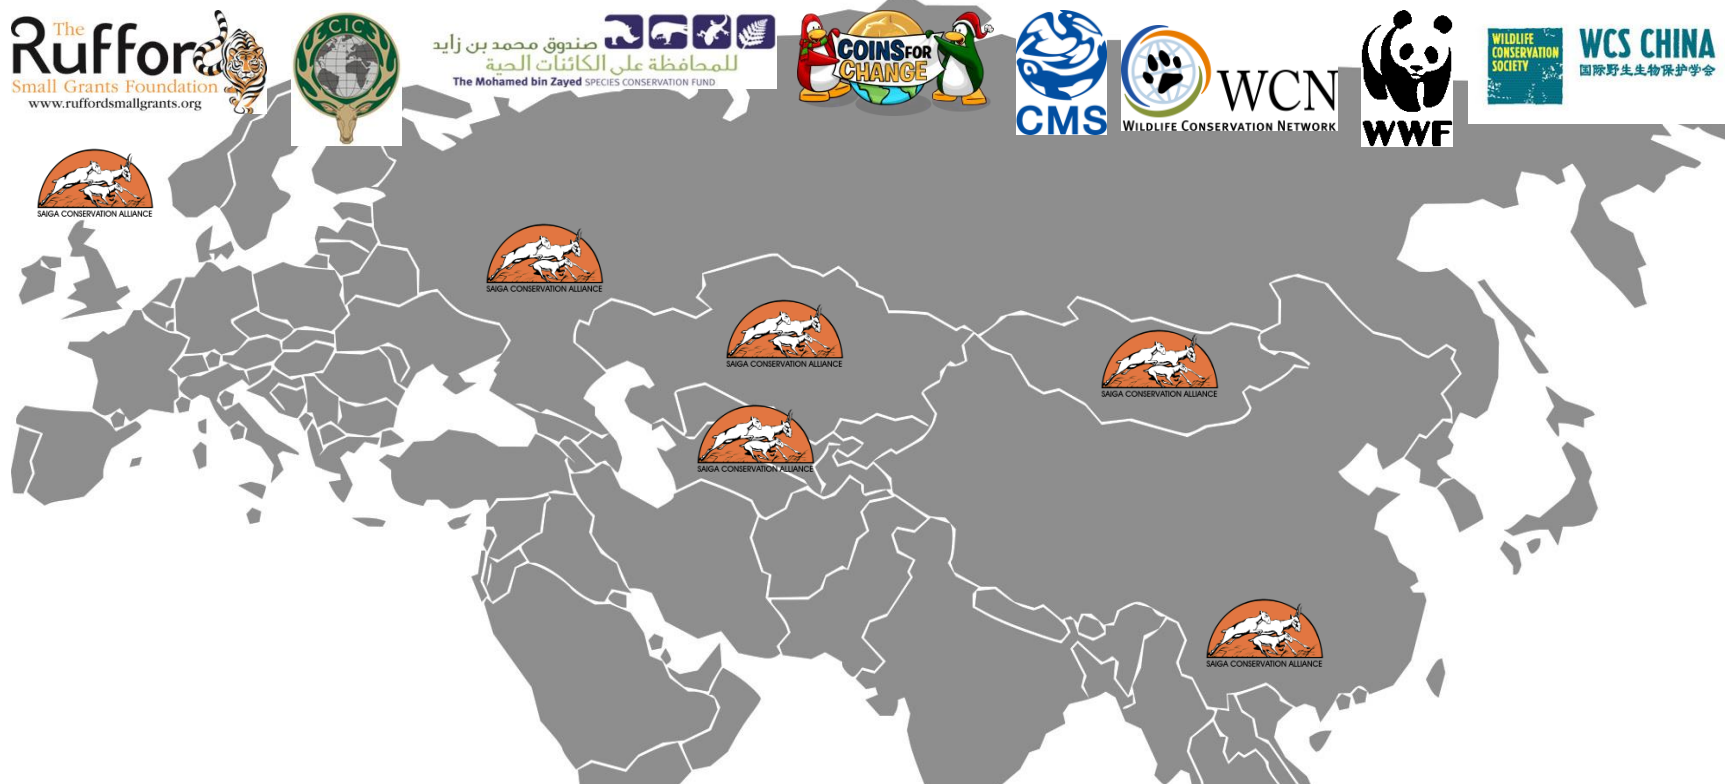 The
Rufford
Small Grants Foundation
www.ruffordsmallgrants.org
CIC
صندوق محمد بن زايد
للمحافظة على الكائنات الحية
The Mohamed bin Zayed SPECIES CONSERVATION FUND
COINS FOR
CHANGE
CMS
WCN
WILDLIFE CONSERVATION NETWORK
WWF
WILDLIFE
CONSERVATION
SOCIETY
WCS CHINA
国际野生生物保护学会
SAIGA CONSERVATION ALLIANCE
SAIGA CONSERVATION ALLIANCE
SAIGA CONSERVATION ALLIANCE
SAIGA CONSERVATION ALLIANCE
SAIGA CONSERVATION ALLIANCE
SAIGA CONSERVATION ALLIANCE